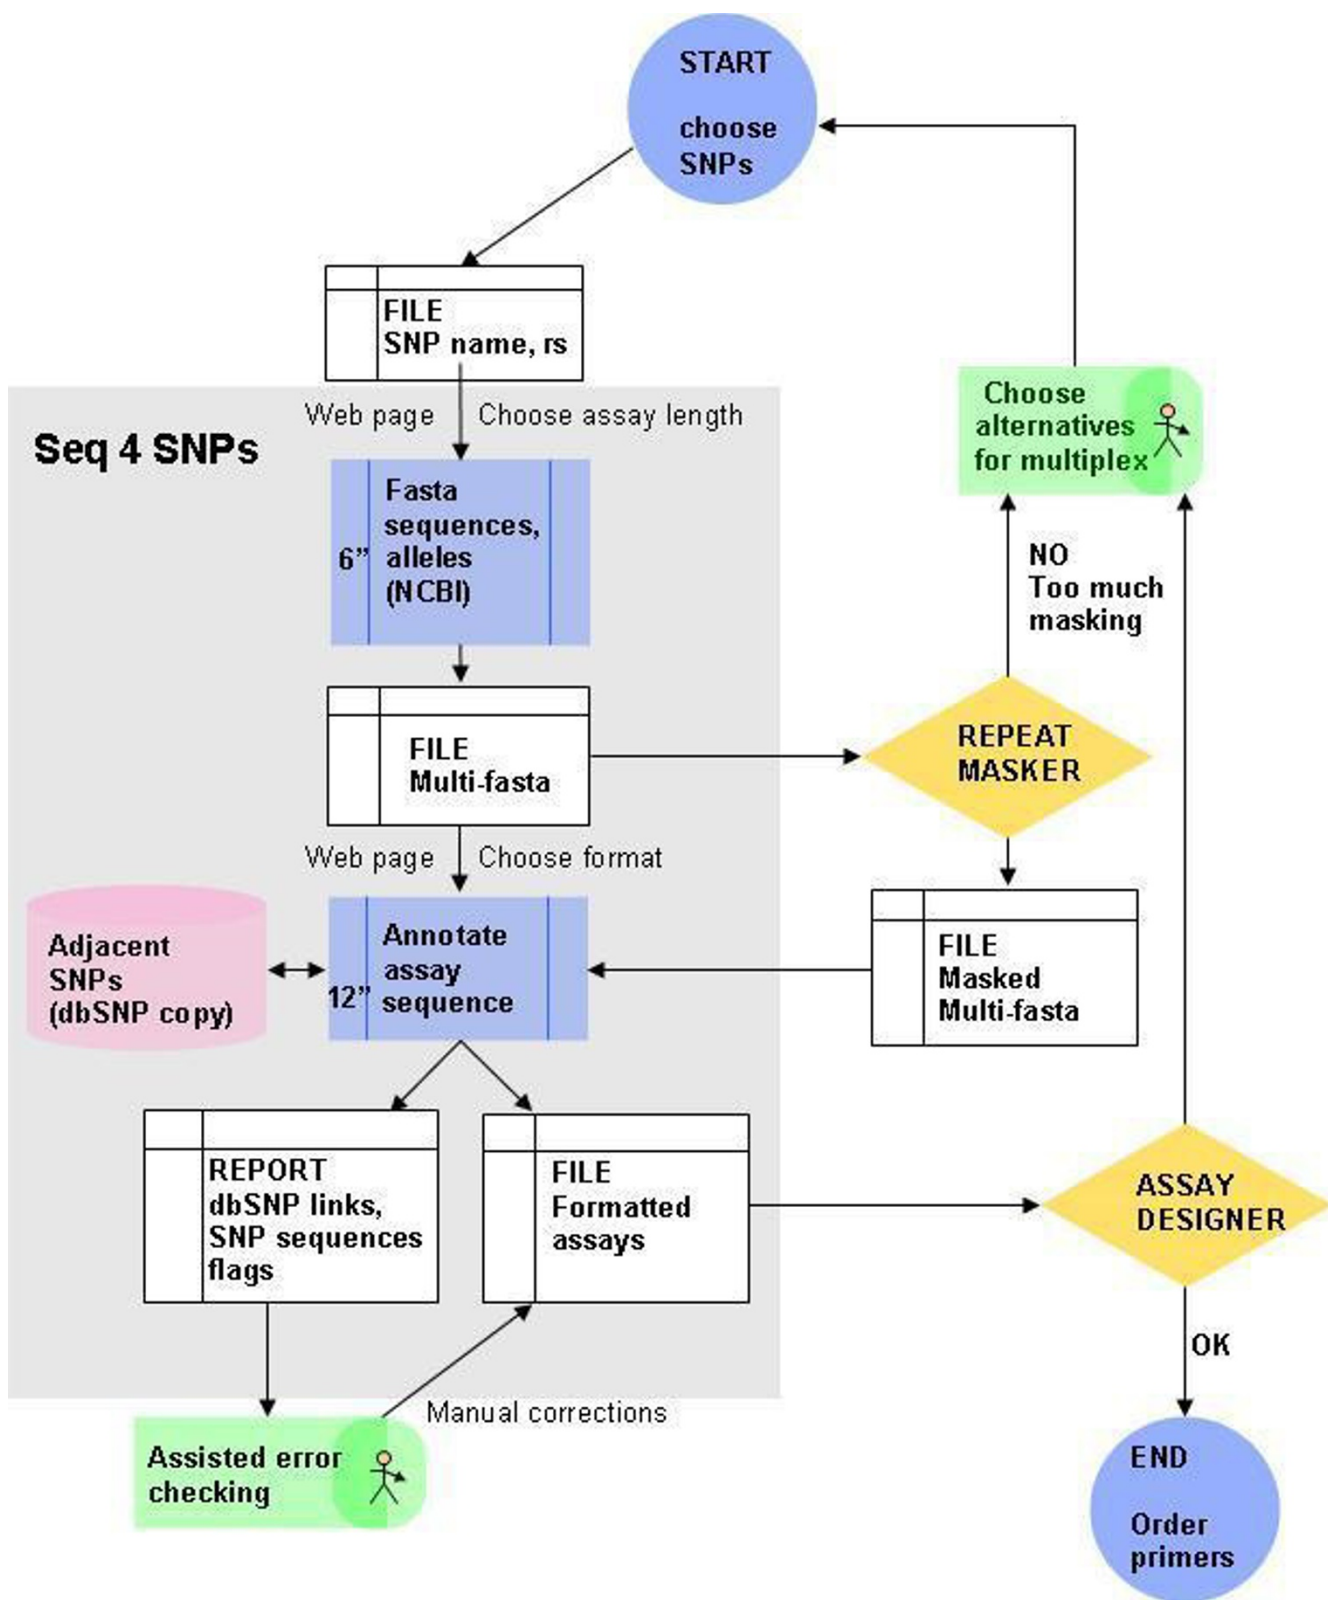 START
choose
SNPs
FILE
SNP name, rs
Web page
Choose assay length
Seq 4 SNPs
Choose
alternatives
for multiplex
6”
Fasta
sequences,
alleles
(NCBI)
NO
Too much
masking
FILE
Multi-fasta
REPEAT
MASKER
Web page
Choose format
Adjacent
SNPs
(dbSNP copy)
12”
Annotate
assay
sequence
FILE
Masked
Multi-fasta
REPORT
dbSNP links,
SNP sequences
flags
FILE
Formatted
assays
ASSAY
DESIGNER
OK
Manual corrections
Assisted error
checking
END
Order
primers